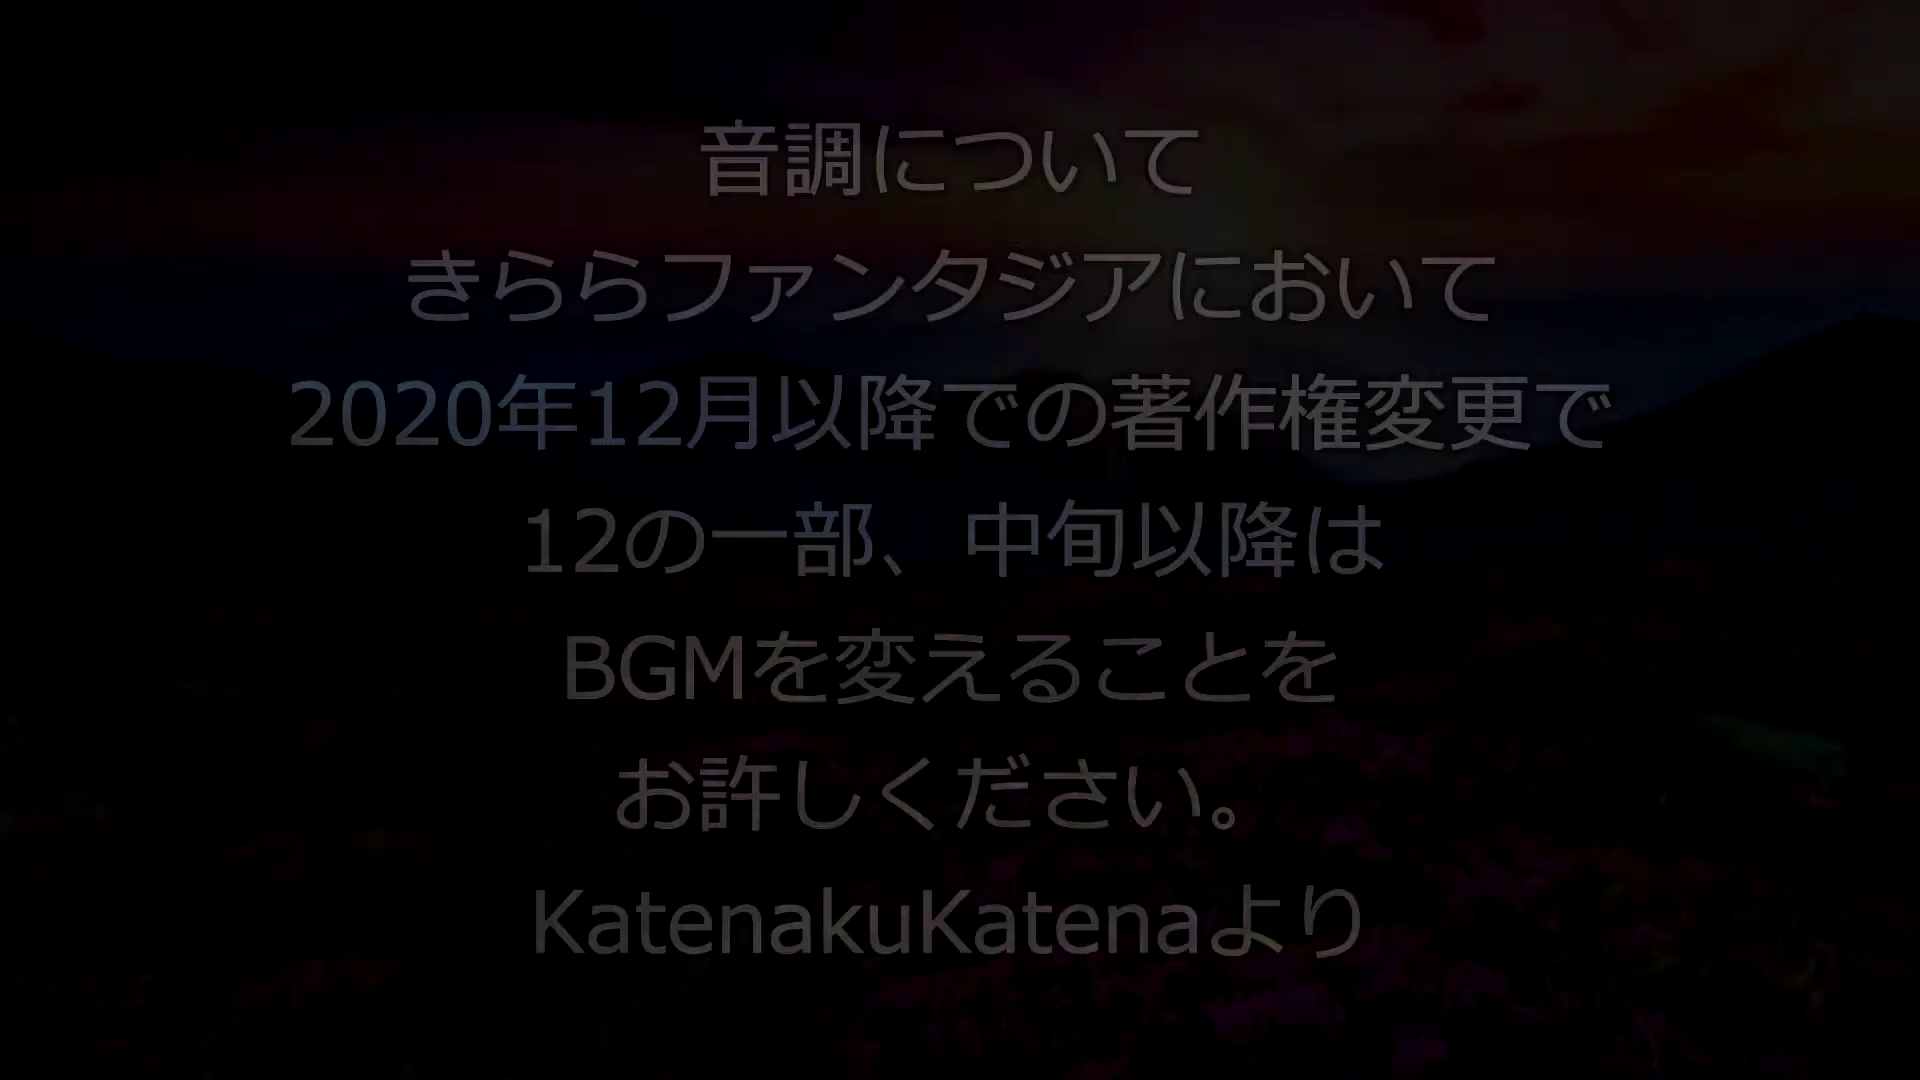 音調について
きららファンタジアにおいて
2020年12月以降での著作権変更で
12の一部、中旬以降は
BGMを変えることを
お許しください。
KatenakuKatenaより